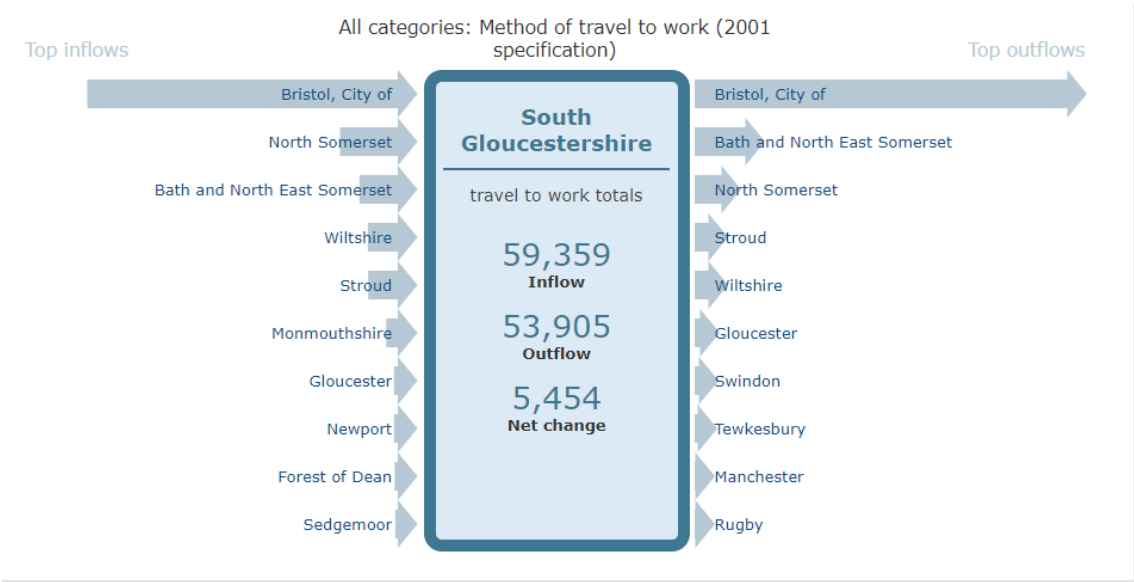 All categories: Method of travel to work (2001
specification)
Top inflows
Top outflows
Bristol, City of
North Somerset
Bath and North East Somerset
Wiltshire
Stroud
Monmouthshire
Gloucester
Newport
Forest of Dean
Sedgemoor
South
Gloucestershire
travel to work totals
59,359
Inflow
53,905
Outflow
5,454
Net change
Bristol, City of
Bath and North East Somerset
North Somerset
Stroud
Wiltshire
Gloucester
Swindon
Tewkesbury
Manchester
Rugby